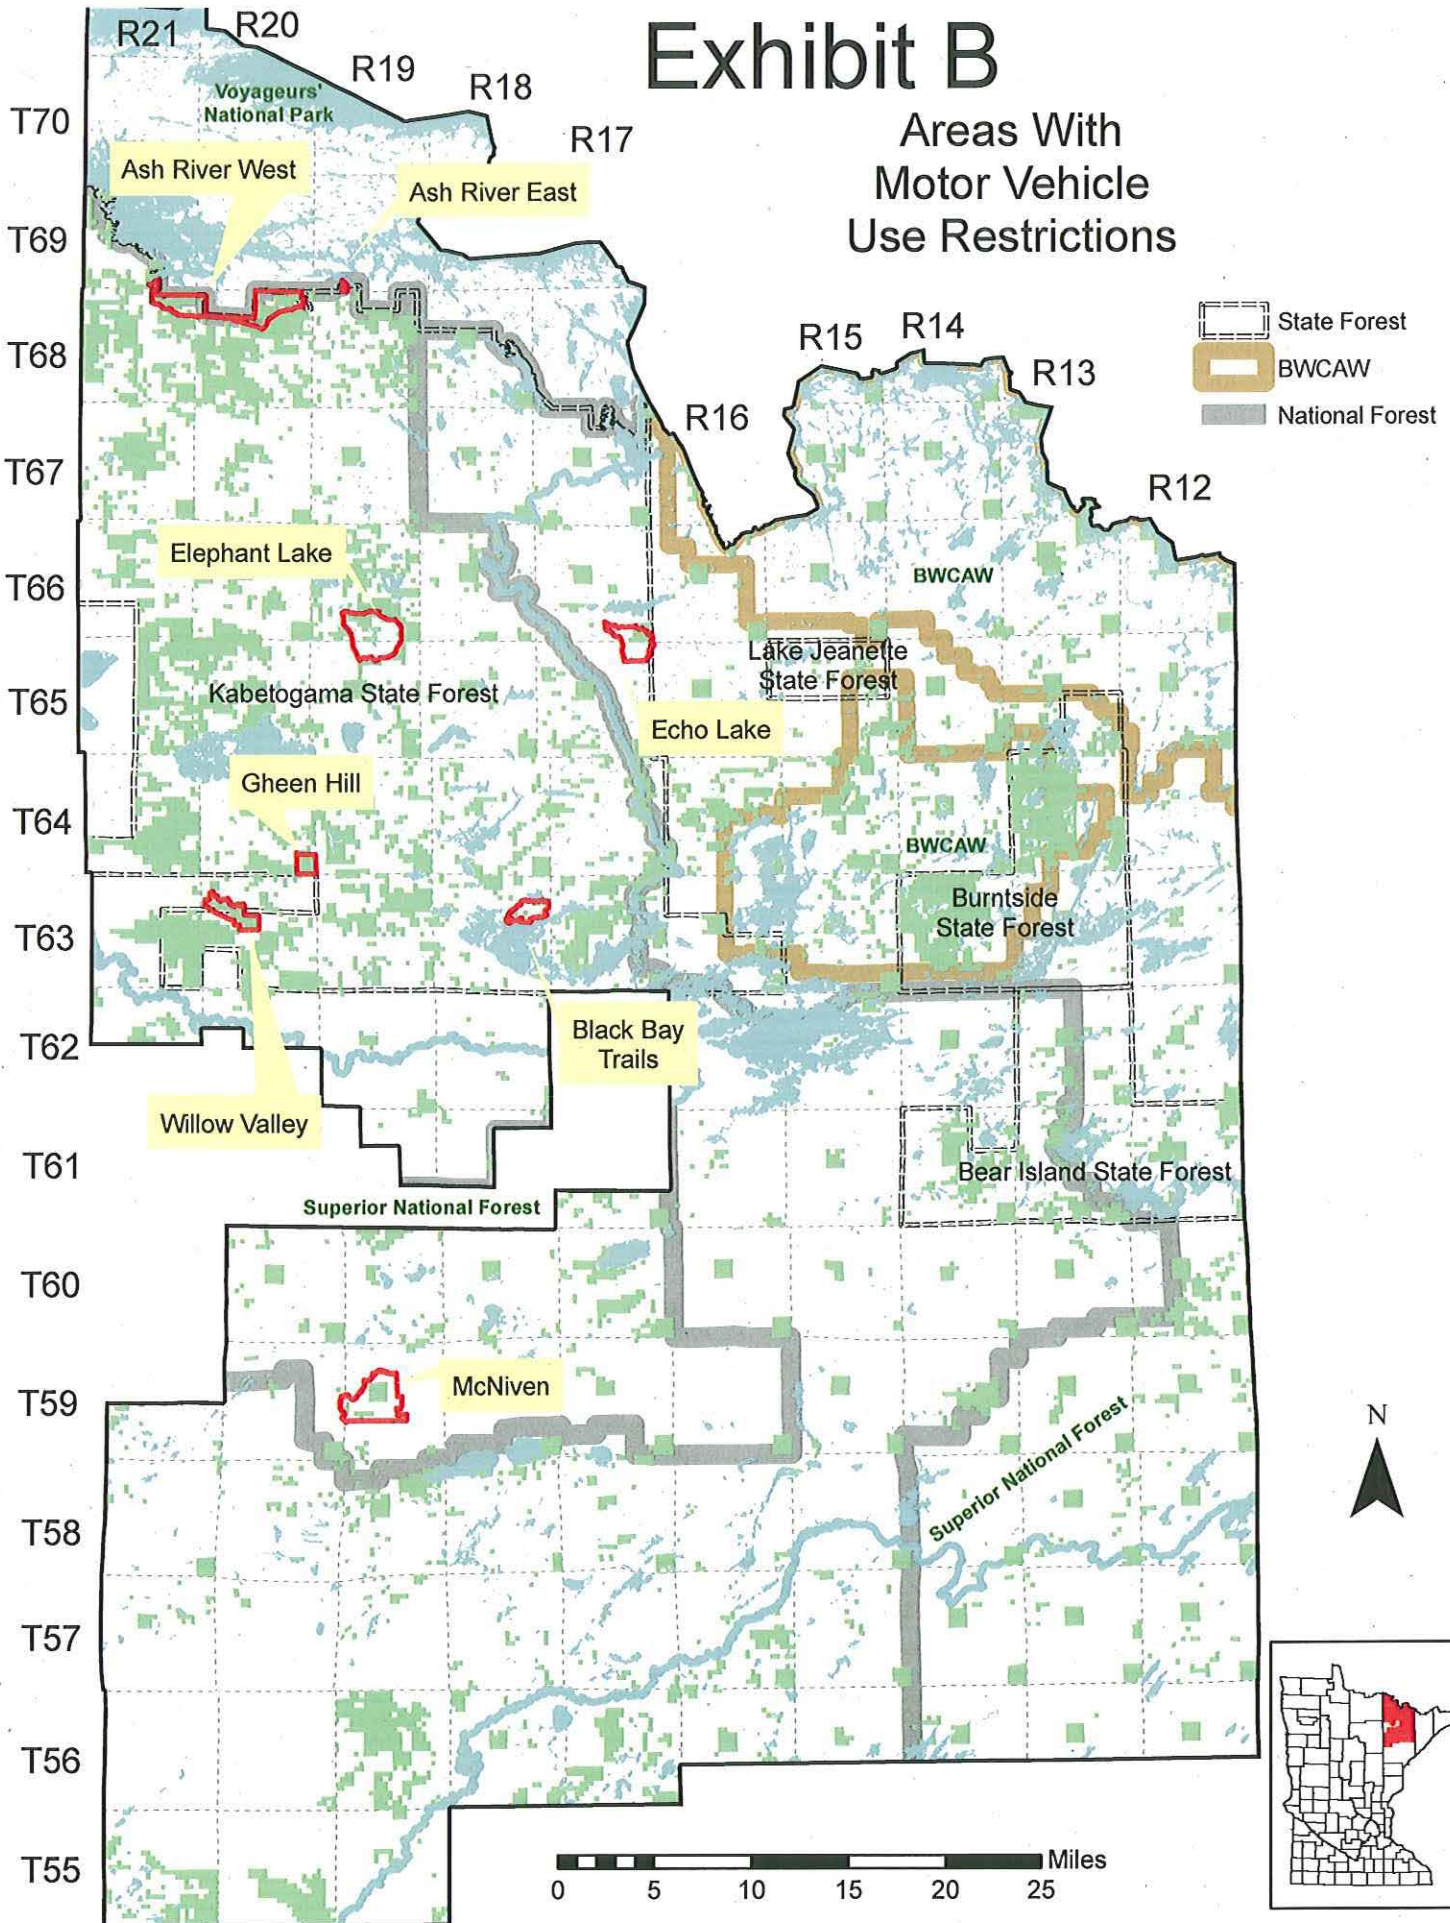 Exhibit B
Areas With
Motor Vehicle
Use Restrictions
R21
R20
R19
R18
R17
R16
R15
R14
R13
R12
T70
T69
T68
T67
T66
T65
T64
T63
T62
T61
T60
T59
T58
T57
T56
T55
Voyageurs'
National Park
Ash River West
Ash River East
State Forest
BWCAW
National Forest
Elephant Lake
BWCAW
Lake Jeanette
State Forest
Kabetogama State Forest
Echo Lake
Gheen Hill
BWCAW
Burntside
State Forest
Black Bay
Trails
Willow Valley
Bear Island State Forest
Superior National Forest
McNiven
Superior National Forest
N
Miles
0 5 10 15 20 25